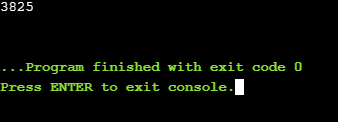 3825
...Program finished with exit code 0
Press ENTER to exit console.